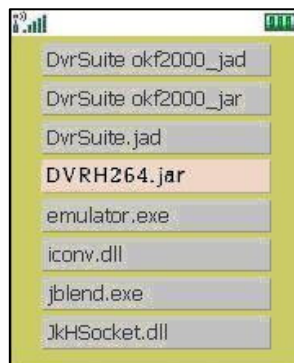 DvrSuite okf2000_jad
DvrSuite okf2000_jar
DvrSuite.jad
DVRH264.jar
emulator.exe
iconv.dll
jblend.exe
JkHSocket.dll